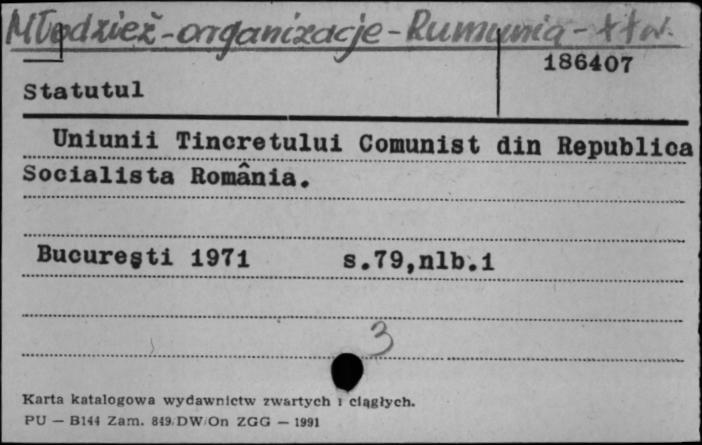 Młodzież-organizacje-Rumunia-XX w.
186407
Statutul
Uniunii Tineretului Comunist din Republica
Socialista România.
București 1971 s.79,nlb.1
3
Karta katalogowa wydawnictw zwartych i ciągłych.
PU — B144 Zam. 849/DW/On ZGG — 1991